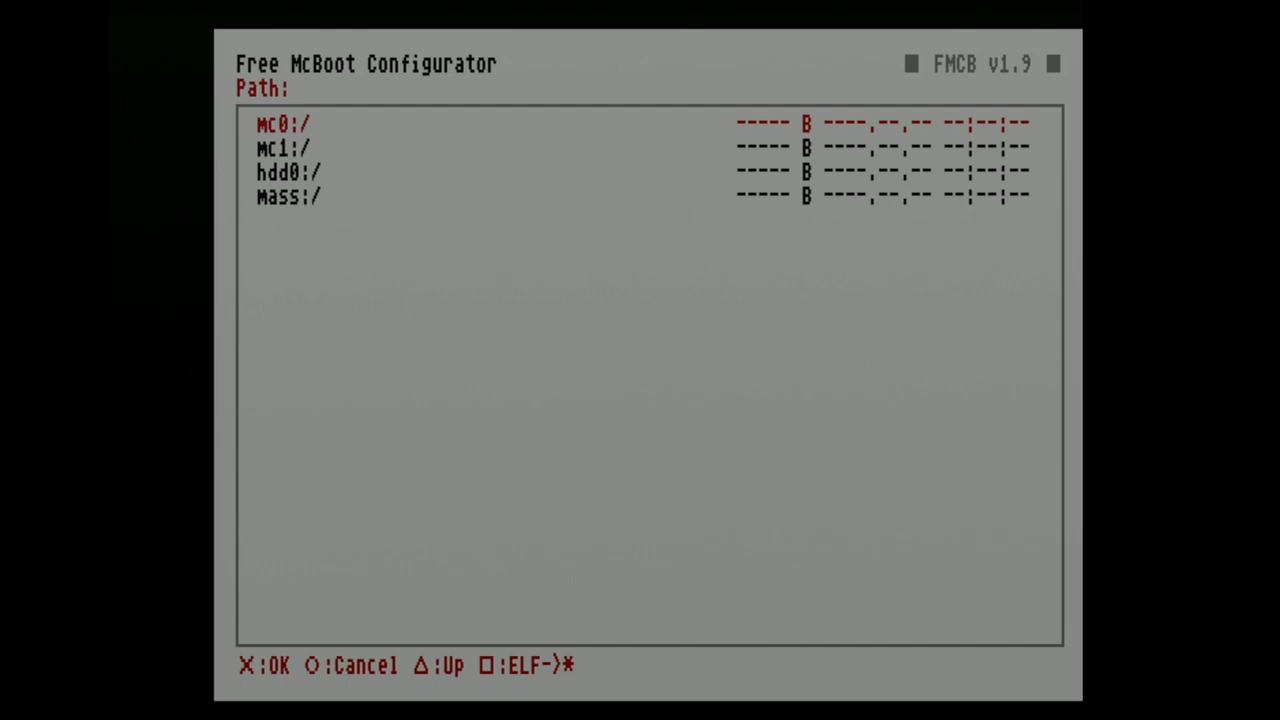 Free McBoot Configurator ■ FMCB v1.9 ■
Path:
mc0:/ ----- B ----.--.-- --:--:--
mc1:/ ----- B ----.--.-- --:--:--
hdd0:/ ----- B ----.--.-- --:--:--
mass:/ ----- B ----.--.-- --:--:--
X:OK O:Cancel △:Up □:ELF->*